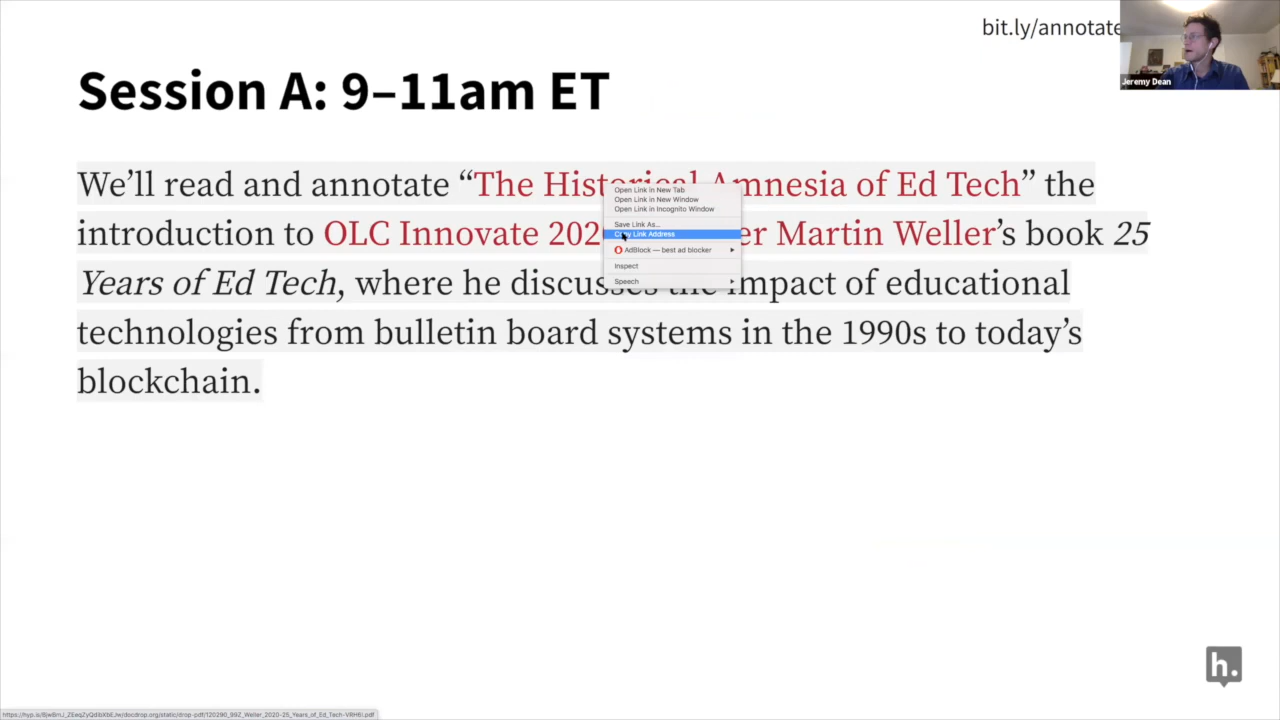 bit.ly/annotate
Jeremy Dean
Session A: 9–11am ET
We’ll read and annotate “The Historical Amnesia of Ed Tech” the
introduction to OLC Innovate 202 er Martin Weller’s book 25
Years of Ed Tech, where he discusses the impact of educational
technologies from bulletin board systems in the 1990s to today’s
blockchain.
Open Link in New Tab
Open Link in New Window
Open Link in Incognito Window
Save Link As...
Copy Link Address
AdBlock — best ad blocker
Inspect
Speech
h.